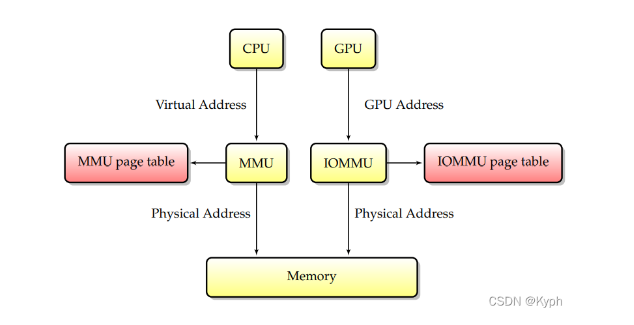 CPU GPU
Virtual Address GPU Address
MMU page table MMU IOMMU IOMMU page table
Physical Address Physical Address
Memory
CSDN @Kyph